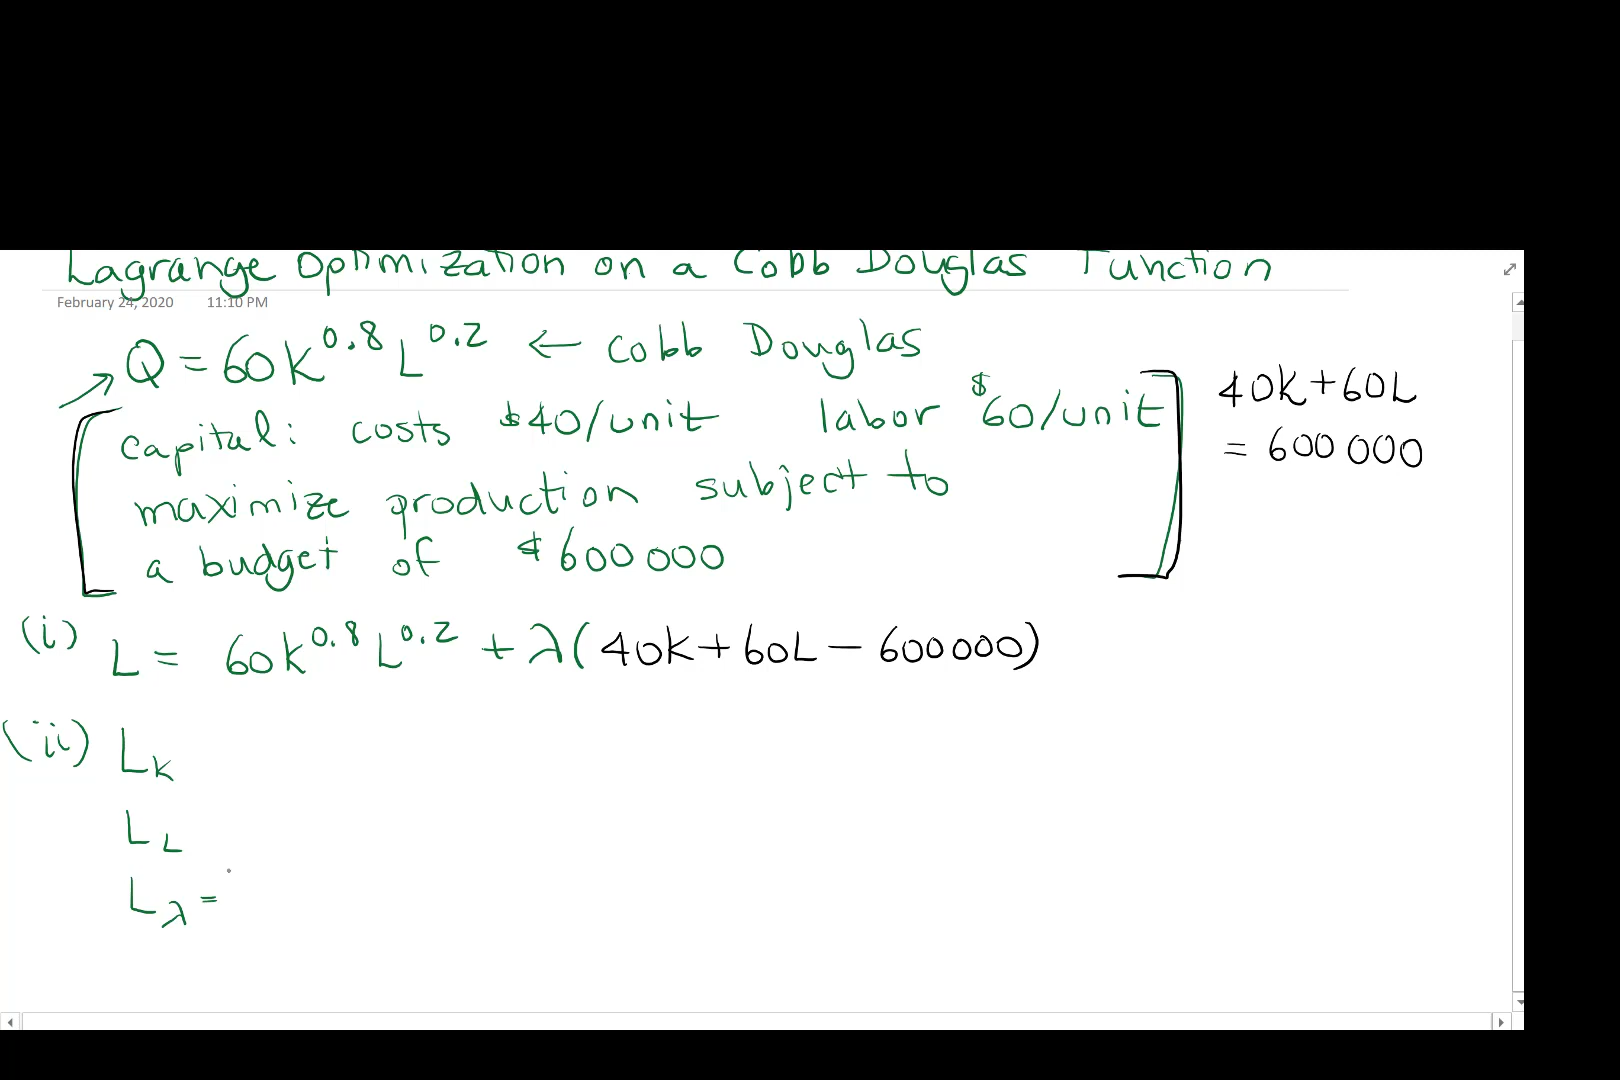 Lagrange Optimization on a Cobb Douglas Function
February 24, 2020 11:10 PM
Q = 60K^0.8 L^0.2 ← Cobb Douglas
capital: costs $40/unit labor $60/unit
maximize production subject to
a budget of $600 000
40K+60L
= 600 000
(i) L = 60K^0.8 L^0.2 + λ(40K+60L-600000)
(ii) L_K
L_L
L_λ =